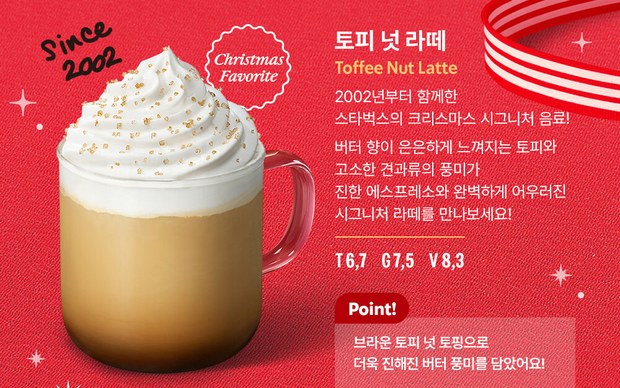 Since
2002
Christmas
Favorite
토피 넛 라떼
Toffee Nut Latte
2002년부터 함께한
스타벅스의 크리스마스 시그니처 음료!
버터 향이 은은하게 느껴지는 토피와
고소한 견과류의 풍미가
진한 에스프레소와 완벽하게 어우러진
시그니처 라떼를 만나보세요!
T 6,7 G 7,5 V 8,3
Point!
브라운 토피 넛 토핑으로
더욱 진해진 버터 풍미를 담았어요!